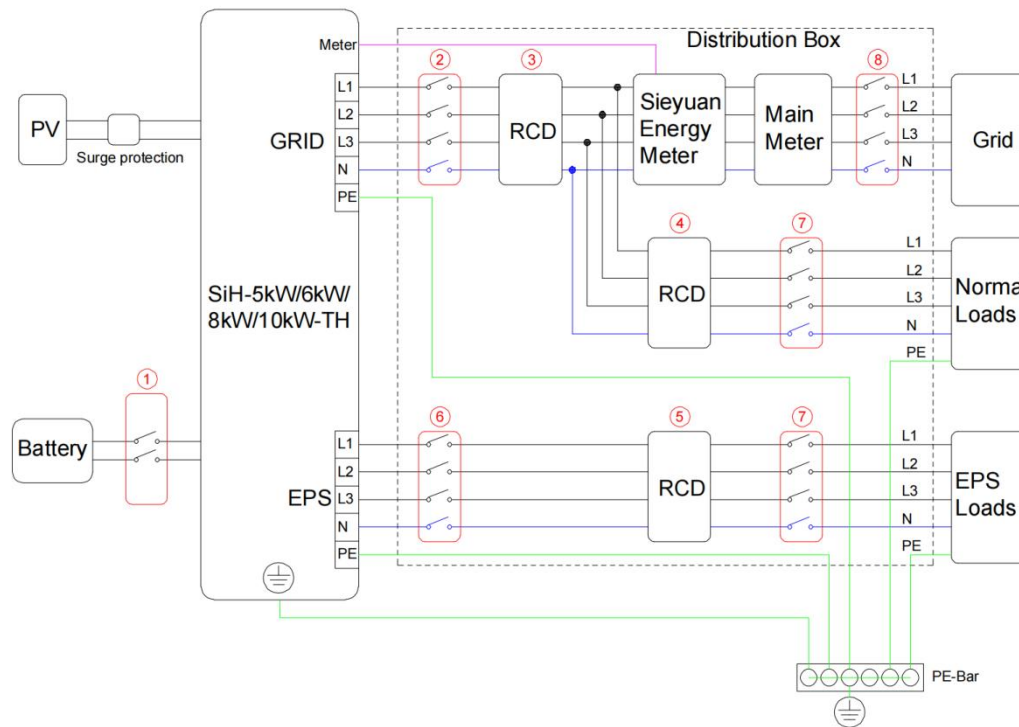 Meter
Distribution Box
②
③
⑧
L1
L2
L3
N
PE
GRID
RCD
Sieyuan
Energy
Meter
Main
Meter
L1
L2
L3
N
Grid
PV
Surge protection
④
⑦
RCD
L1
L2
L3
N
PE
Norma
Loads
SiH-5kW/6kW/
8kW/10kW-TH
①
Battery
⑥
⑤
⑦
L1
L2
L3
N
PE
EPS
RCD
L1
L2
L3
N
PE
EPS
Loads
PE-Bar